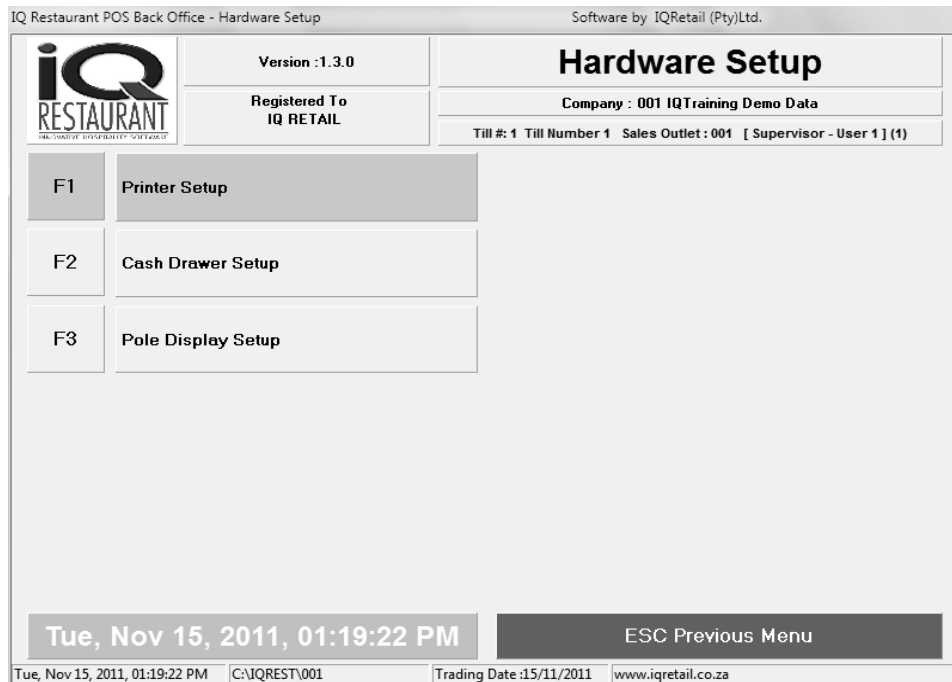 IQ Restaurant POS Back Office - Hardware Setup Software by IQRetail (Pty)Ltd.
iQ
RESTAURANT
INNOVATIVE HOSPITALITY SOFTWARE
Version :1.3.0
Registered To
IQ RETAIL
Hardware Setup
Company : 001 IQTraining Demo Data
Till #: 1 Till Number 1 Sales Outlet : 001 [ Supervisor - User 1 ] (1)
F1 Printer Setup
F2 Cash Drawer Setup
F3 Pole Display Setup
Tue, Nov 15, 2011, 01:19:22 PM ESC Previous Menu
Tue, Nov 15, 2011, 01:19:22 PM C:\IQREST\001 Trading Date :15/11/2011 www.iqretail.co.za